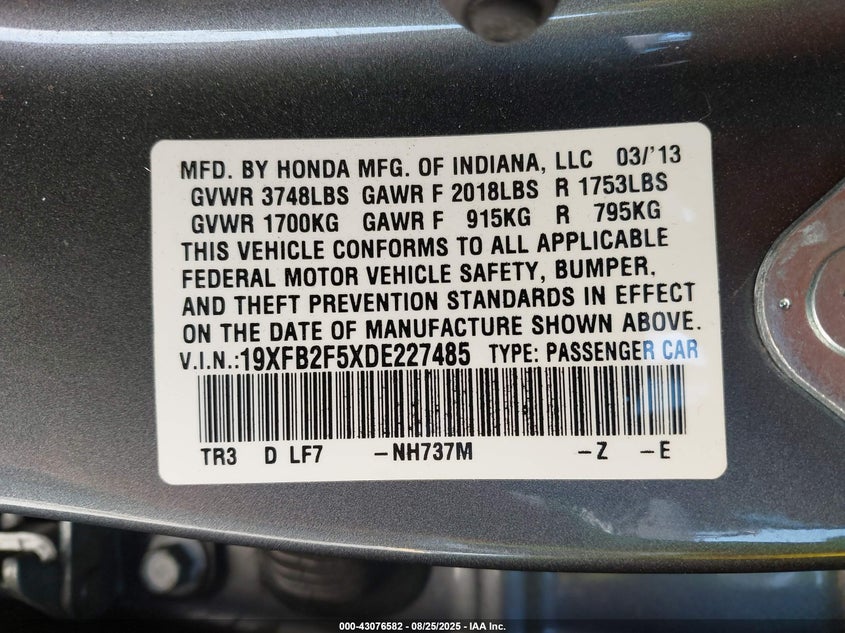 MFD. BY HONDA MFG. OF INDIANA, LLC 03/'13
GVWR 3748LBS GAWR F 2018LBS R 1753LBS
GVWR 1700KG GAWR F 915KG R 795KG
THIS VEHICLE CONFORMS TO ALL APPLICABLE
FEDERAL MOTOR VEHICLE SAFETY, BUMPER,
AND THEFT PREVENTION STANDARDS IN EFFECT
ON THE DATE OF MANUFACTURE SHOWN ABOVE.
V.I.N.:19XFB2F5XDE227485 TYPE: PASSENGER CAR
TR3 D LF7 –NH737M –Z –E
000-43076582 - 08/25/2025 - IAA Inc.